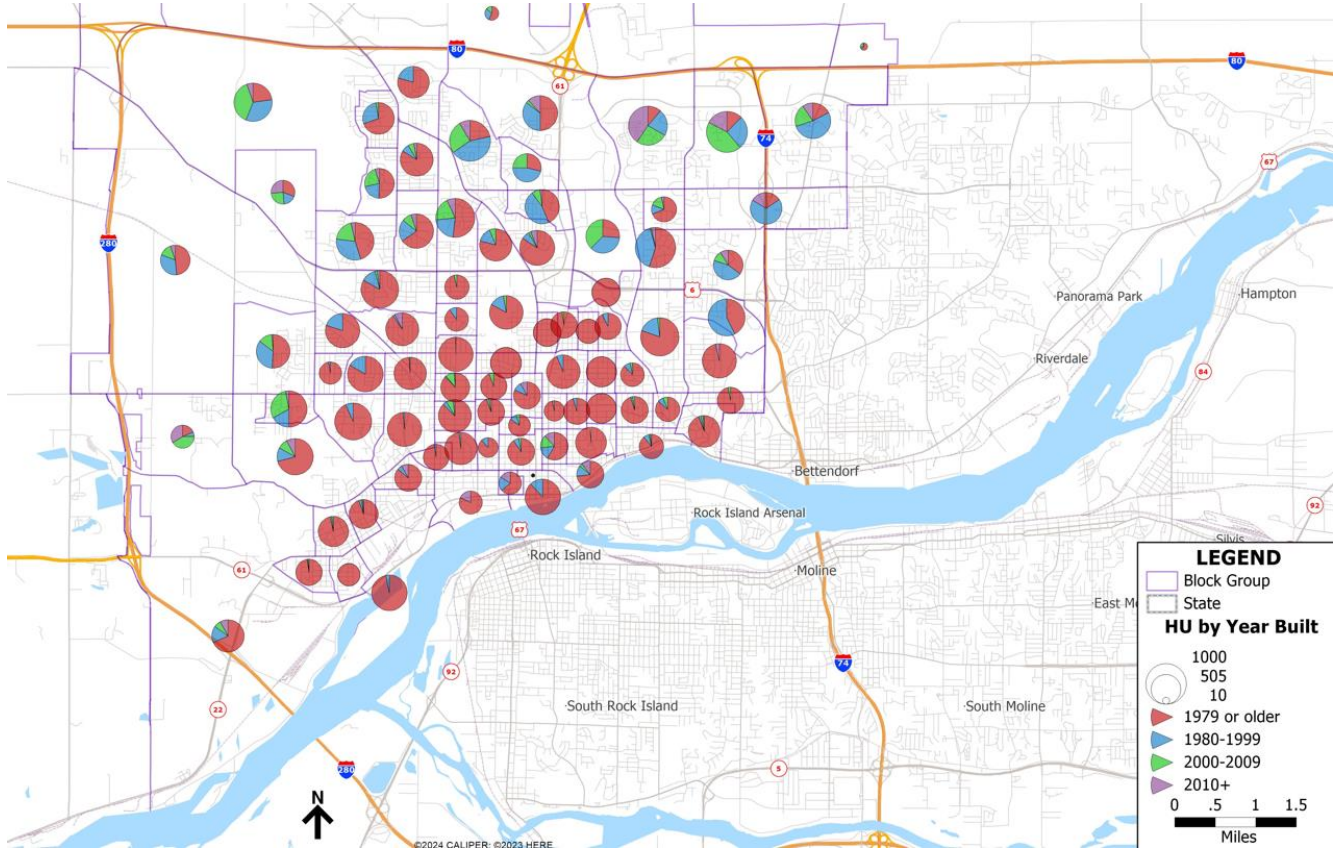 80
80
61
74
67
280
6
Panorama Park
Hampton
Riverdale
84
Bettendorf
Rock Island Arsenal
92
67
Rock Island
Silvis
Moline
61
East Mo
92
74
22
South Rock Island
South Moline
280
5
N
©2024 CALIPER; ©2023 HERE
LEGEND
Block Group
State
HU by Year Built
1000
505
10
1979 or older
1980-1999
2000-2009
2010+
0 .5 1 1.5
Miles